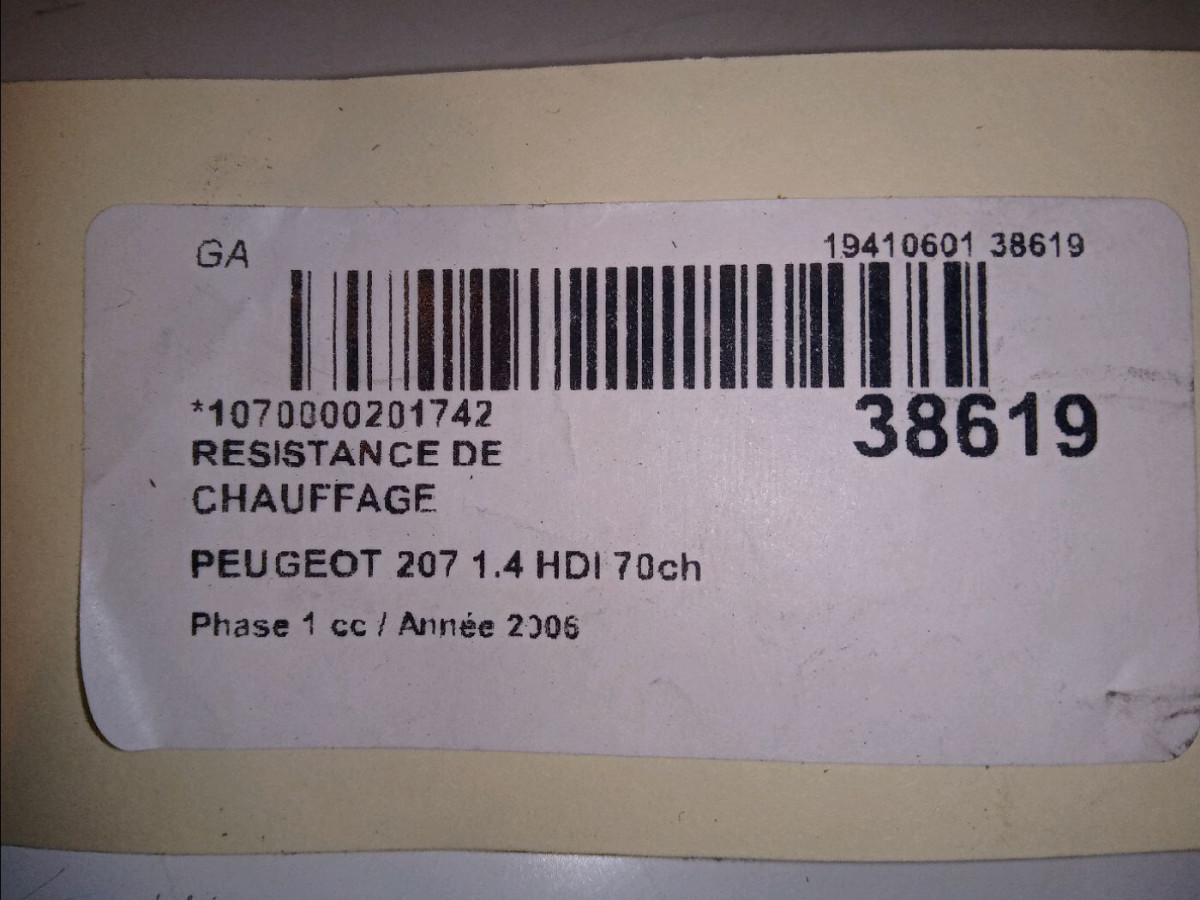 GA
19410601 38619
*1070000201742
38619
RESISTANCE DE
CHAUFFAGE
PEUGEOT 207 1.4 HDI 70ch
Phase 1 cc / Année 2006